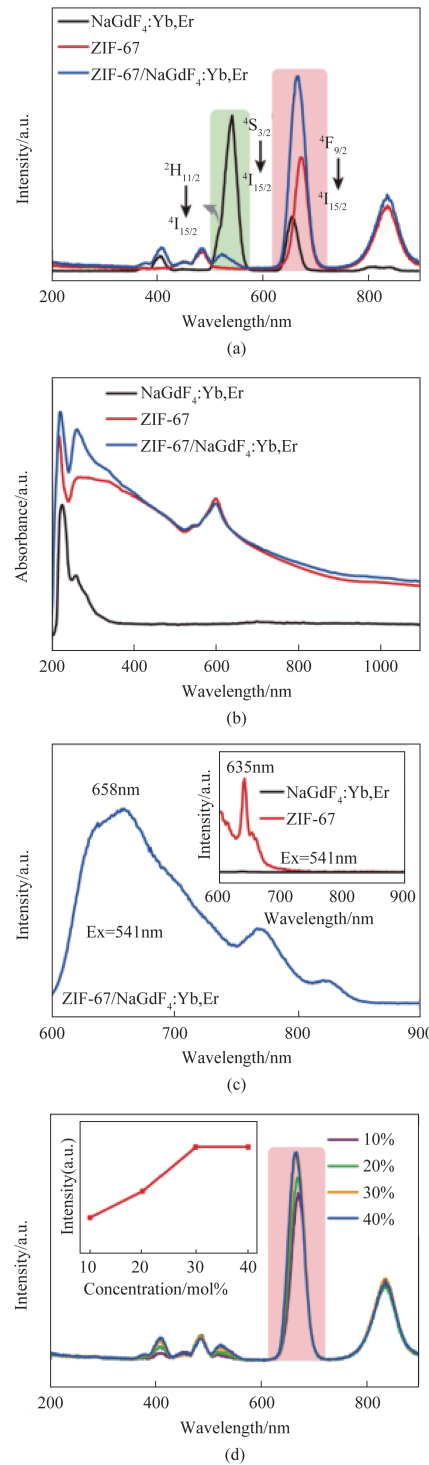 NaGdF₄:Yb,Er
ZIF-67
ZIF-67/NaGdF₄:Yb,Er
⁴S₃/₂
²H₁₁/₂
⁴F₉/₂
⁴I₁₅/₂
⁴I₁₅/₂
⁴I₁₅/₂
Intensity/a.u.
200 400 600 800
Wavelength/nm
(a)
NaGdF₄:Yb,Er
ZIF-67
ZIF-67/NaGdF₄:Yb,Er
Absorbance/a.u.
200 400 600 800 1000
Wavelength/nm
(b)
658nm
635nm
NaGdF₄:Yb,Er
ZIF-67
Ex=541nm
Intensity/a.u.
600 700 800 900
Wavelength/nm
Ex=541nm
ZIF-67/NaGdF₄:Yb,Er
Intensity/a.u.
600 700 800 900
Wavelength/nm
(c)
10%
20%
30%
40%
Intensity(a.u.)
10 20 30 40
Concentration/mol%
Intensity/a.u.
200 400 600 800
Wavelength/nm
(d)